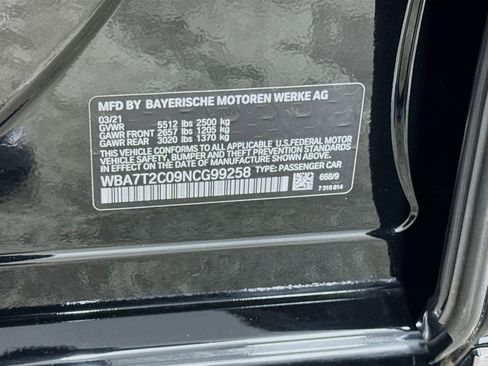 MFD BY BAYERISCHE MOTOREN WERKE AG
03/21
GVWR 5512 lbs 2500 kg
GAWR FRONT 2657 lbs 1205 kg
GAWR REAR 3020 lbs 1370 kg
THIS VEHICLE CONFORMS TO ALL APPLICABLE U.S. FEDERAL MOTOR
VEHICLE SAFETY, BUMPER, AND THEFT PREVENTION STANDARDS
IN EFFECT ON THE DATE OF MANUFACTURE SHOWN ABOVE.
WBA7T2C09NCG99258 TYPE: PASSENGER CAR
668/9
7 315 814